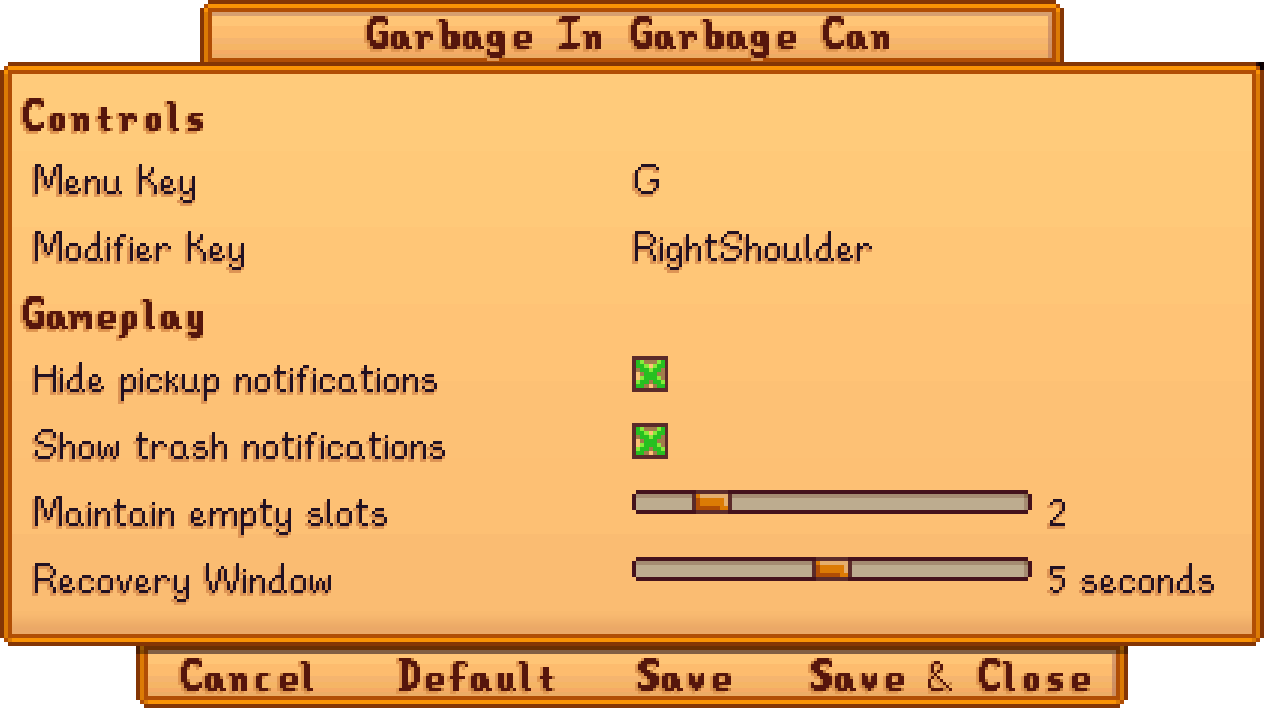 Garbage In Garbage Can
Controls
Menu Key G
Modifier Key RightShoulder
Gameplay
Hide pickup notifications
Show trash notifications
Maintain empty slots 2
Recovery Window 5 seconds
Cancel Default Save Save & Close